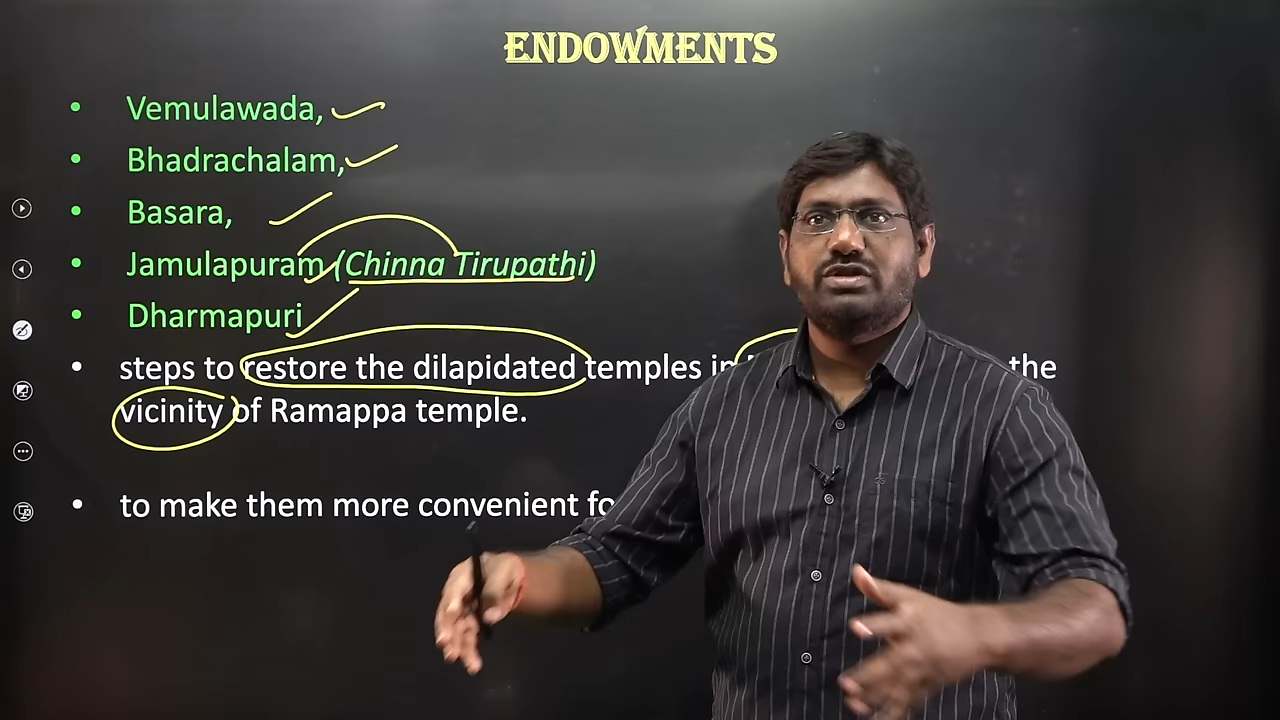 ENDOWMENTS
• Vemulawada,
• Bhadrachalam,
• Basara,
• Jamulapuram (Chinna Tirupathi)
• Dharmapuri
• steps to restore the dilapidated temples in the
vicinity of Ramappa temple.
• to make them more convenient